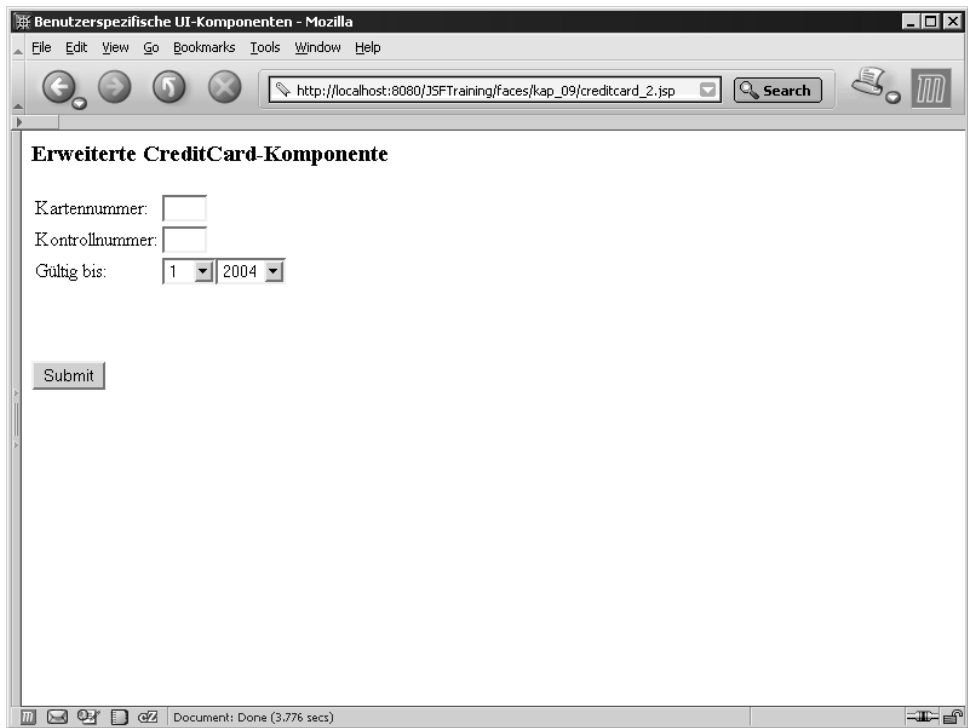 Benutzerspezifische UI-Komponenten - Mozilla
File Edit View Go Bookmarks Tools Window Help
http://localhost:8080/JSFTraining/faces/kap_09/creditcard_2.jsp Search
Erweiterte CreditCard-Komponente
Kartennummer:
Kontrollnummer:
Gültig bis: 1 2004
Submit
Document: Done (3.776 secs)